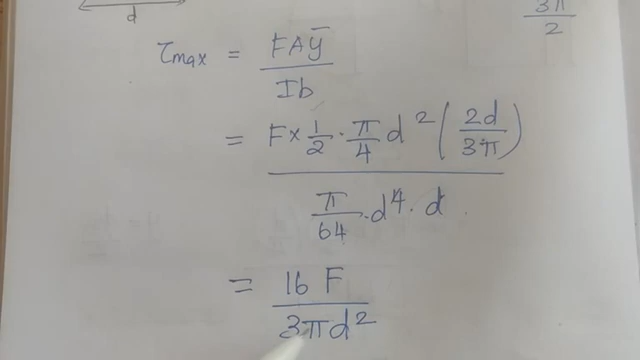 d
3π/2
τmax = FAȳ/Ib
= F×1/2·π/4 d²(2d/3π) / π/64·d⁴·d
= 16 F/3πd²